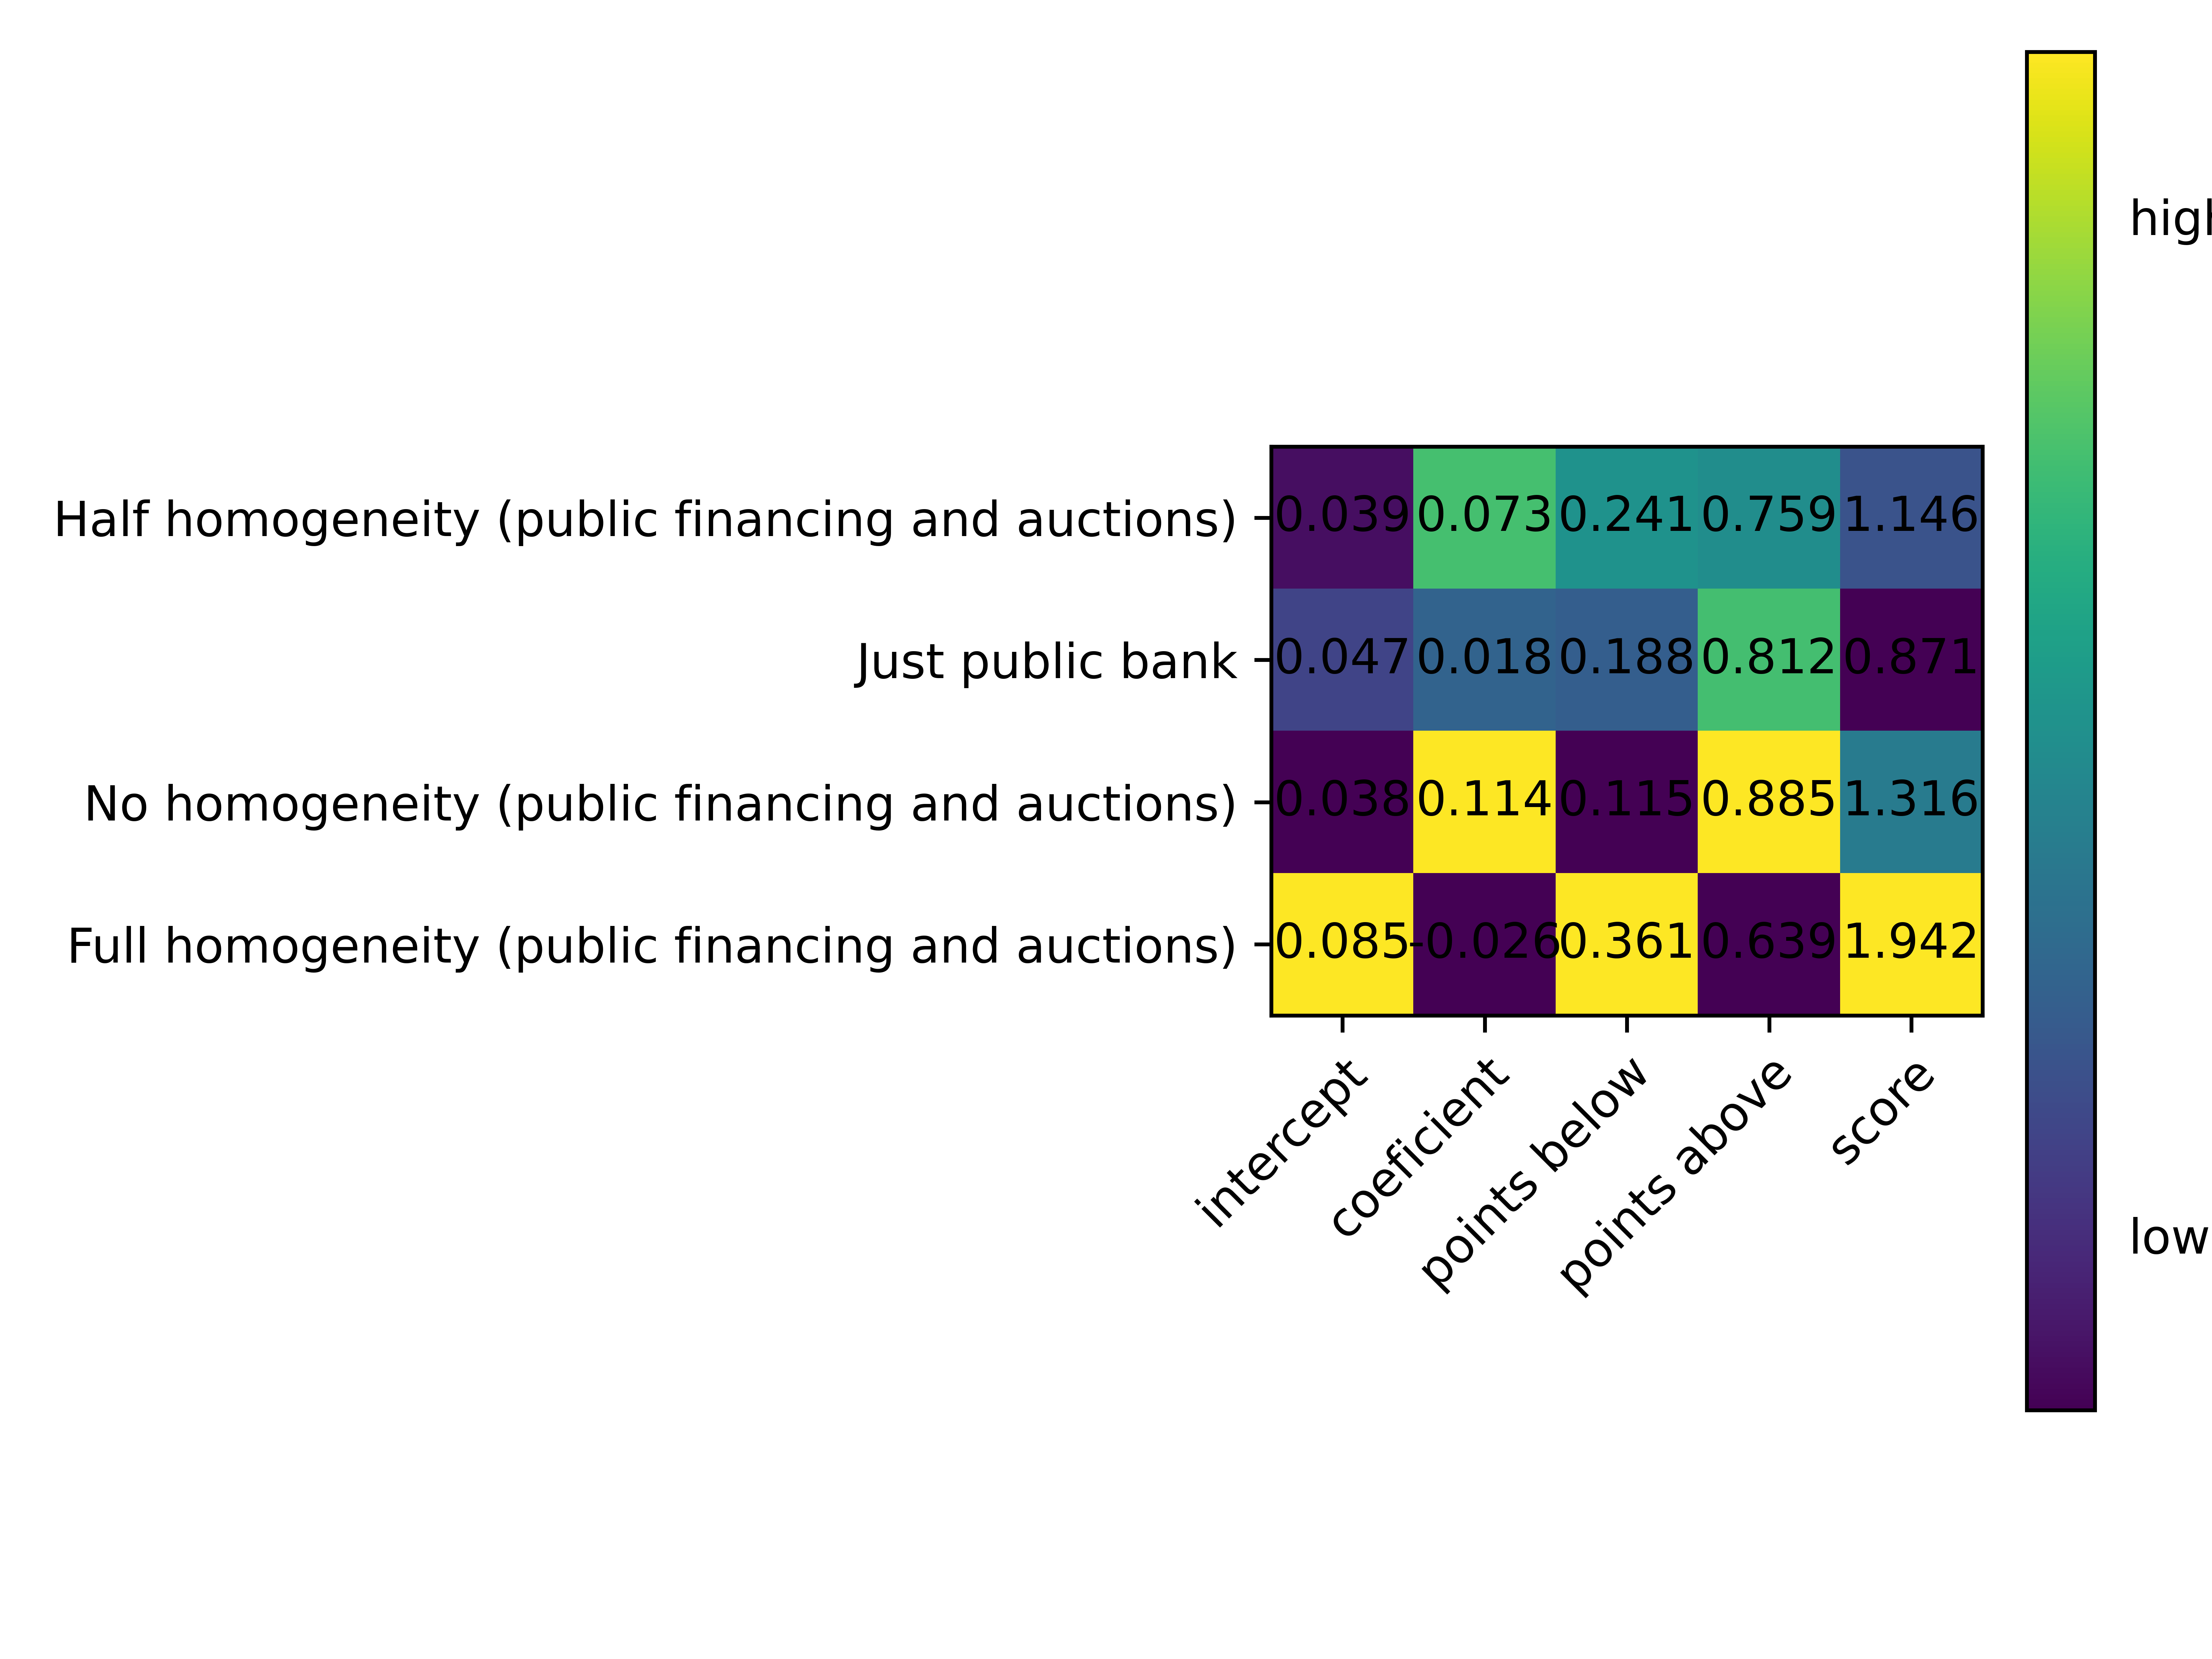 high
Half homogeneity (public financing and auctions) 0.039 0.073 0.241 0.759 1.146
Just public bank 0.047 0.018 0.188 0.812 0.871
No homogeneity (public financing and auctions) 0.038 0.114 0.115 0.885 1.316
Full homogeneity (public financing and auctions) 0.085 -0.026 0.361 0.639 1.942
low
intercept
coeficient
points below
points above
score